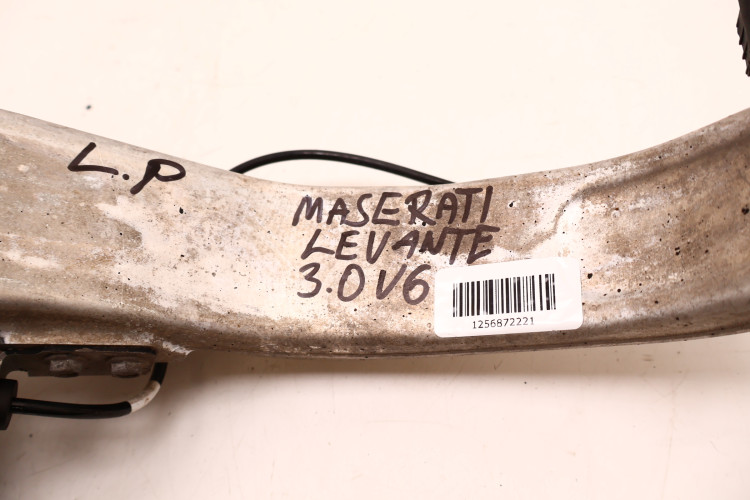 L.P
MASERATI
LEVANTE
3.0V6
1256872221